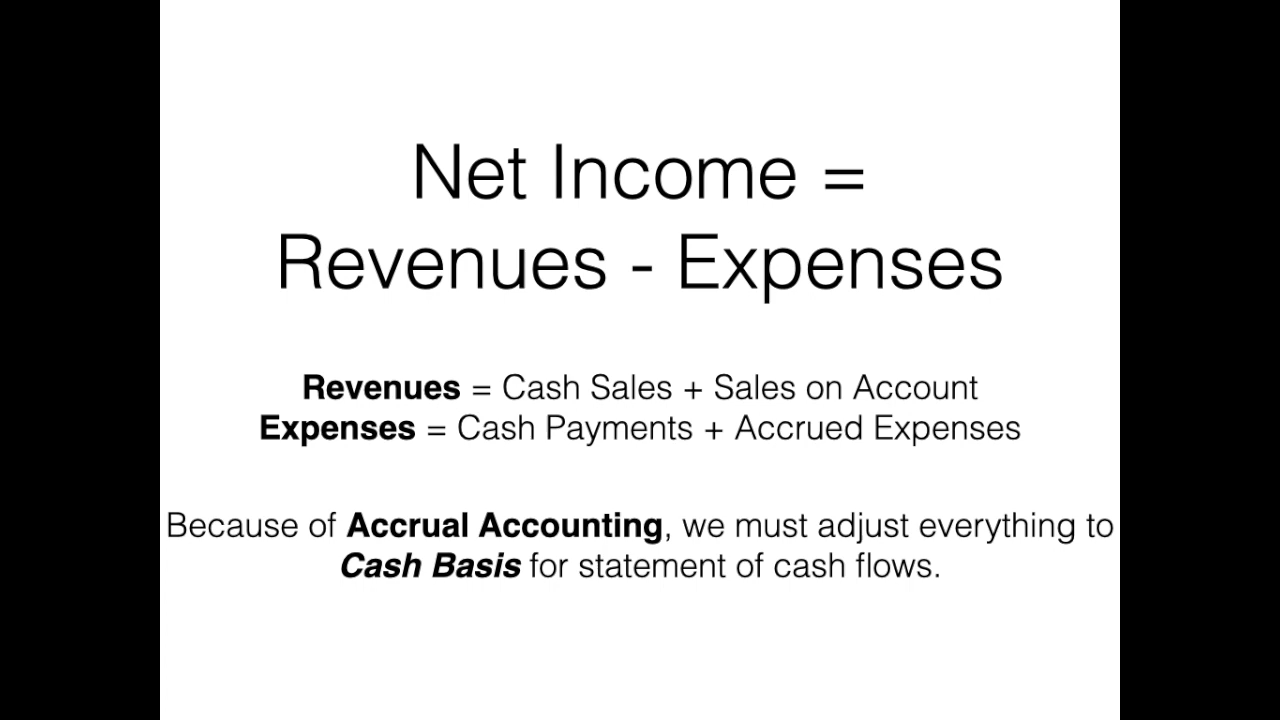 Net Income =
Revenues - Expenses
Revenues = Cash Sales + Sales on Account
Expenses = Cash Payments + Accrued Expenses
Because of Accrual Accounting, we must adjust everything to
Cash Basis for statement of cash flows.